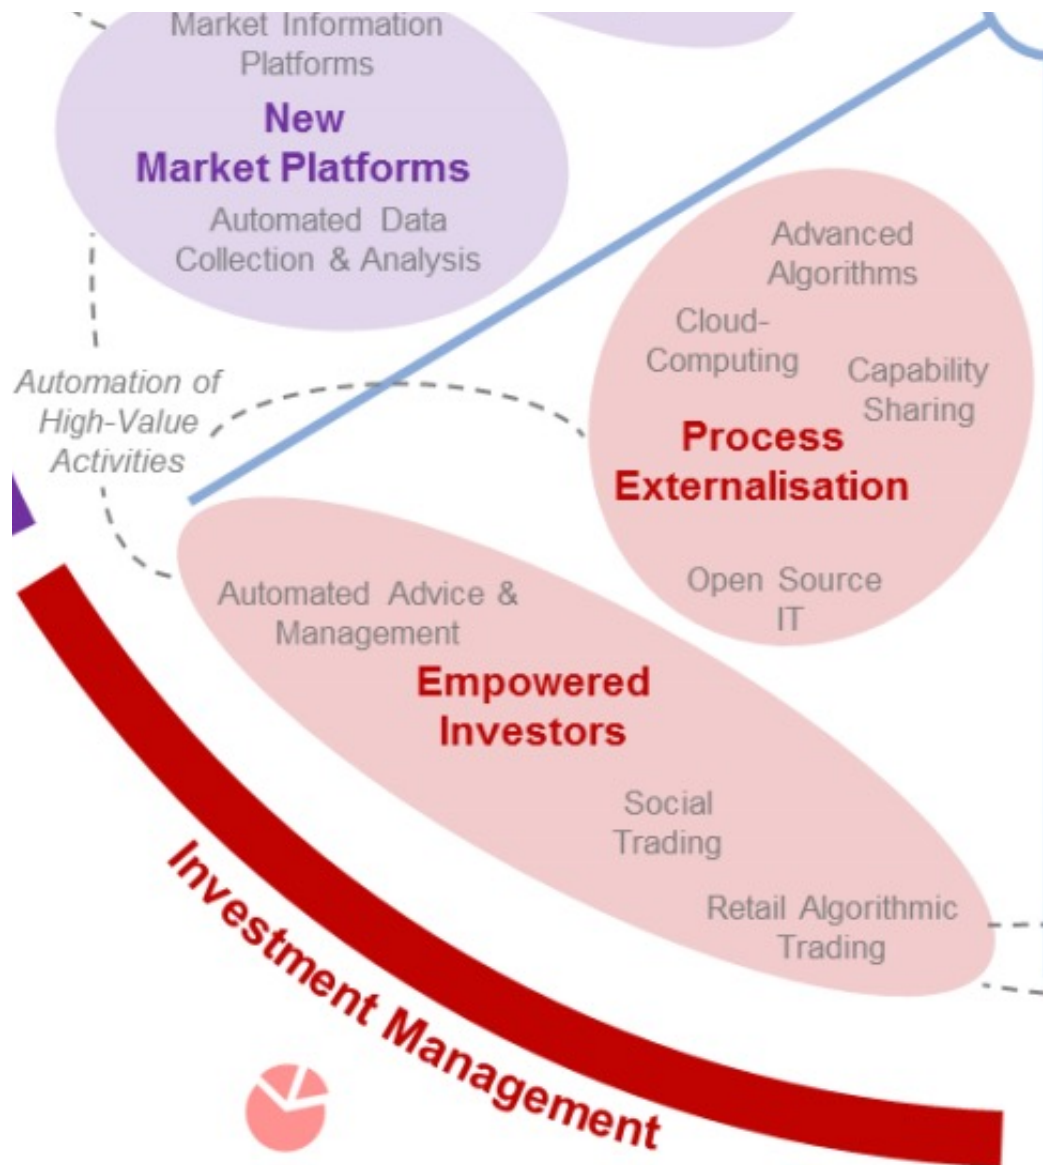 Market Information
Platforms
New
Market Platforms
Automated Data
Collection & Analysis
Advanced
Algorithms
Cloud-
Computing
Capability
Sharing
Process
Externalisation
Open Source
IT
Automation of
High-Value
Activities
Automated Advice &
Management
Empowered
Investors
Social
Trading
Retail Algorithmic
Trading
Investment Management